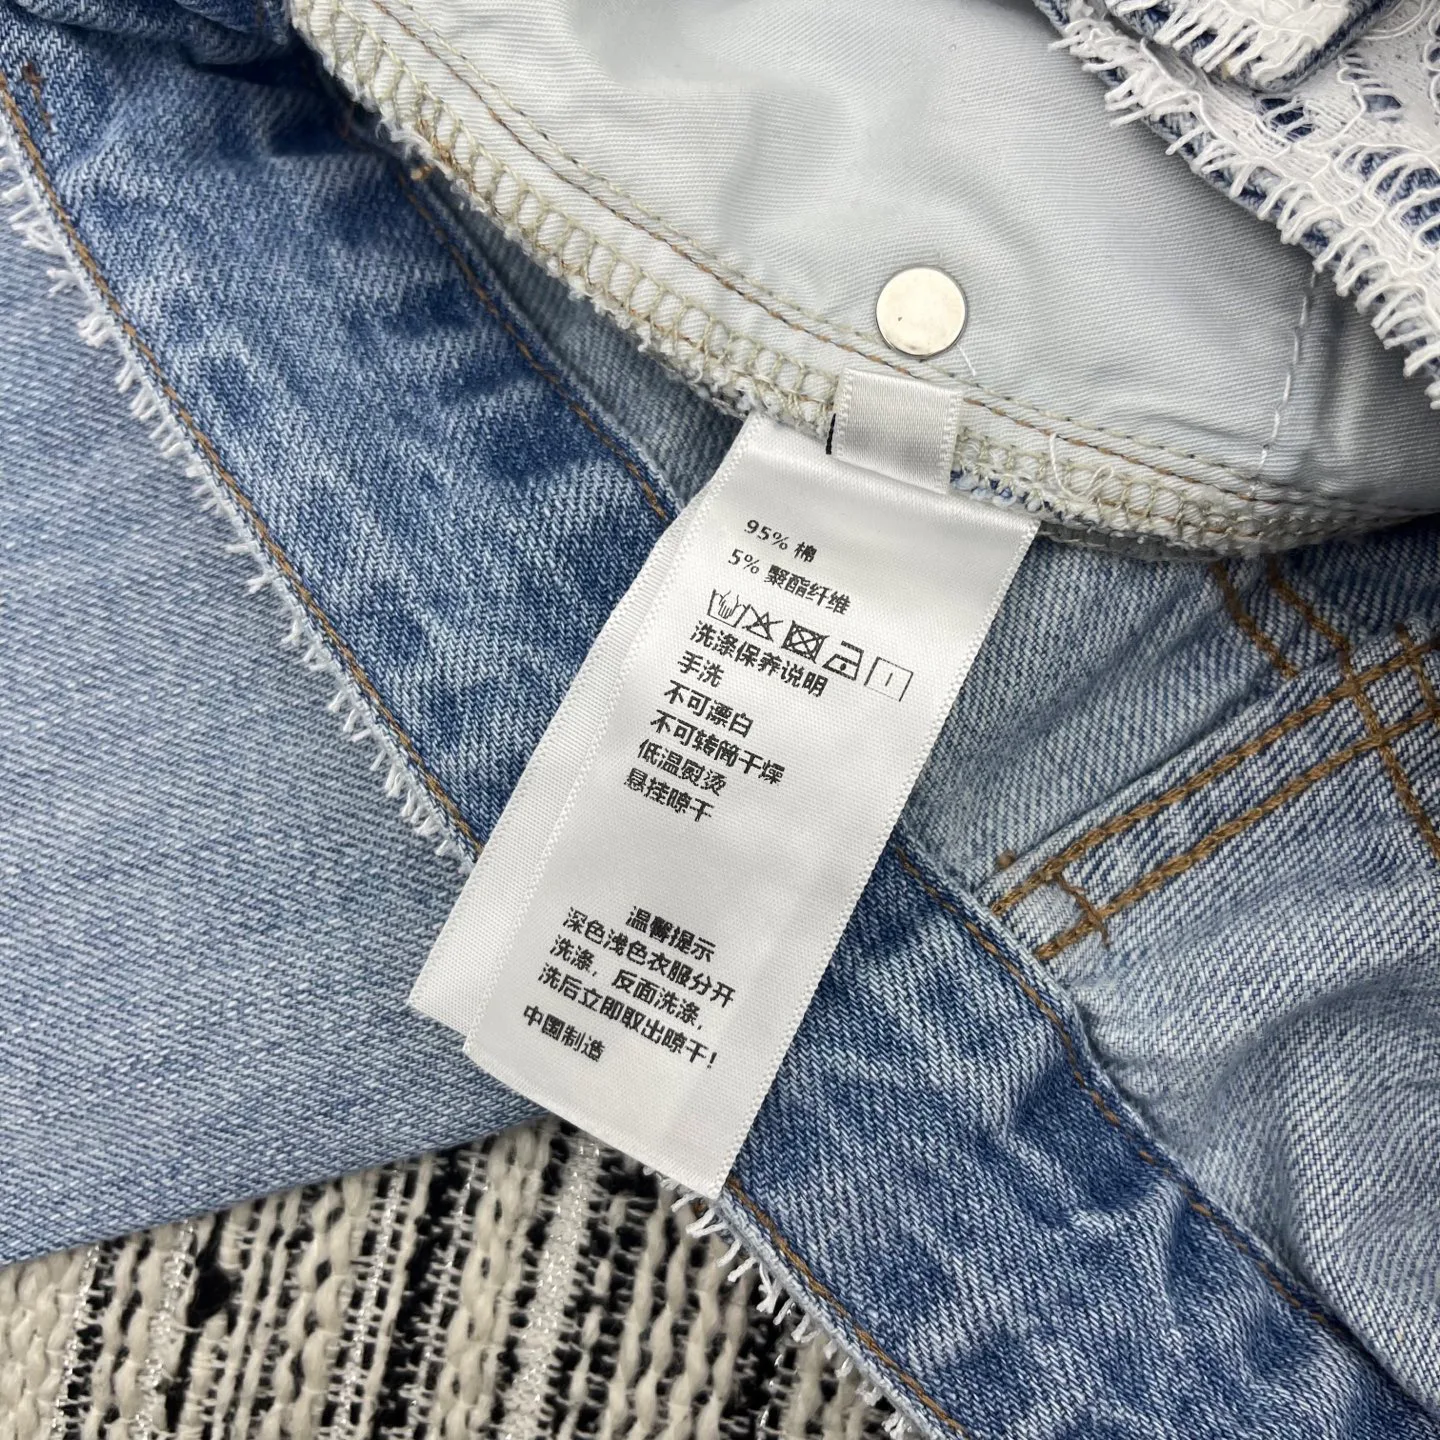 95% 棉
5% 聚酯纤维
洗涤保养说明
手洗
不可漂白
不可转筒干燥
低温熨烫
悬挂晾干
温馨提示
深色浅色衣服分开
洗涤，反面洗涤，
洗后立即取出晾干！
中国制造